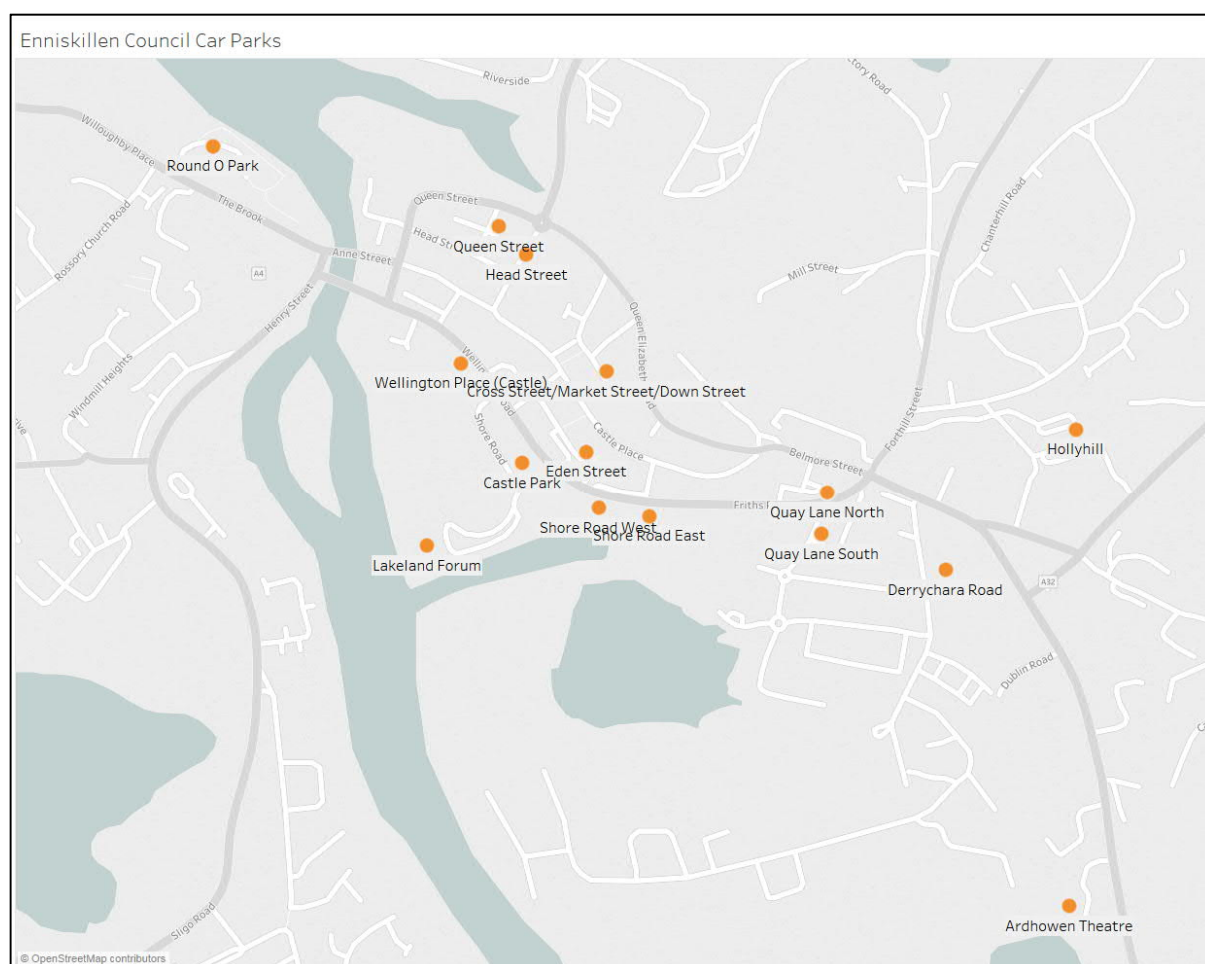 Enniskillen Council Car Parks
Riverside
Willoughby Place
Round O Park
The Brook
Rossory Church Road
Queen Street
Head Street
Queen Street
Head Street
Anne Street
A4
Henry Street
Chanterhill Road
Mill Street
Windmill Heights
Wellington Place (Castle)
Cross Street/Market Street/Down Street
Shore Road
Castle Place
Eden Street
Castle Park
Belmore Street
Forthill Street
Hollyhill
Friths
Quay Lane North
Shore Road West
Shore Road East
Quay Lane South
Lakeland Forum
Derrychara Road
A32
Dublin Road
Sligo Road
Ardhowen Theatre
© OpenStreetMap contributors